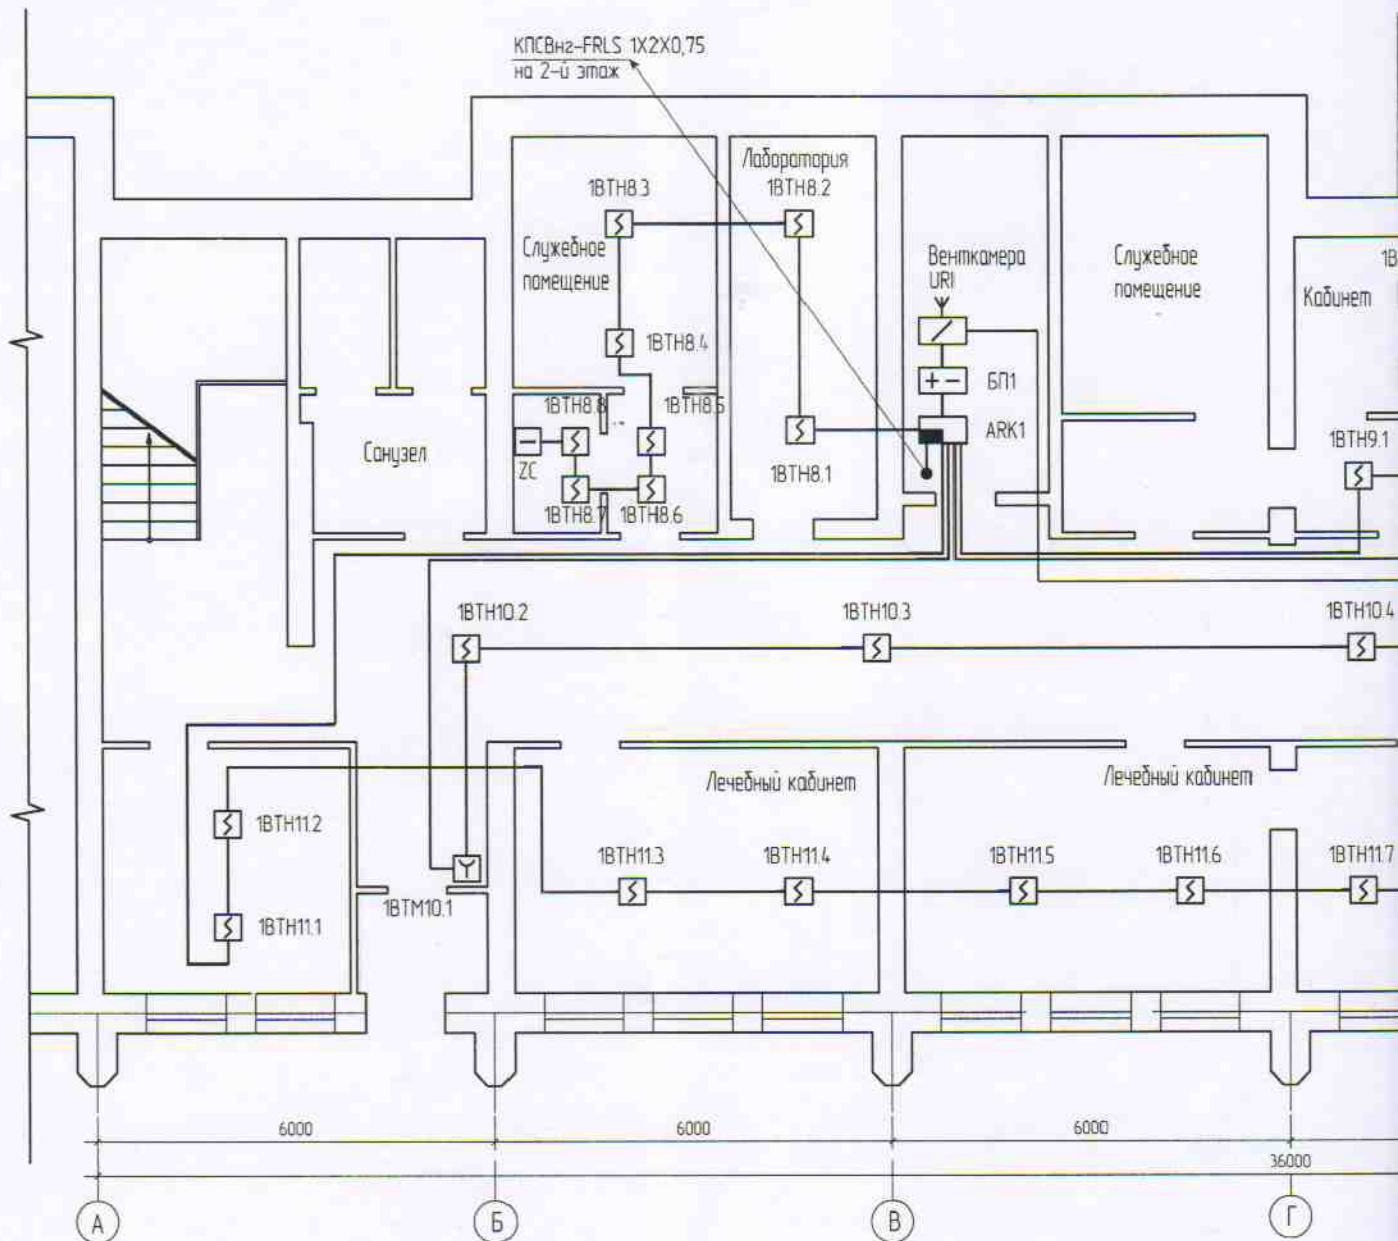 КПСВнг-FRLS 1Х2Х0,75
на 2-й этаж
Лаборатория
1ВТН8.3
1ВТН8.2
Служебное
помещение
Венткамера
URI
Служебное
помещение
1В
Кабинет
1ВТН8.4
БП1
1ВТН8.8
1ВТН8.5
ARK1
Санузел
ZC
1ВТН8.1
1ВТН9.1
1ВТН8.7
1ВТН8.6
1ВТН10.2
1ВТН10.3
1ВТН10.4
Лечебный кабинет
Лечебный кабинет
1ВТН11.2
1ВТН11.3
1ВТН11.4
1ВТН11.5
1ВТН11.6
1ВТН11.7
1ВТМ10.1
1ВТН11.1
6000
6000
6000
36000
А
Б
В
Г